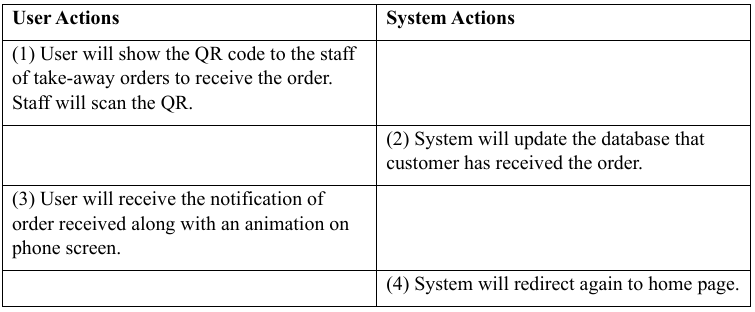 User Actions
System Actions
(1) User will show the QR code to the staff
of take-away orders to receive the order.
Staff will scan the QR.
(2) System will update the database that
customer has received the order.
(3) User will receive the notification of
order received along with an animation on
phone screen.
(4) System will redirect again to home page.